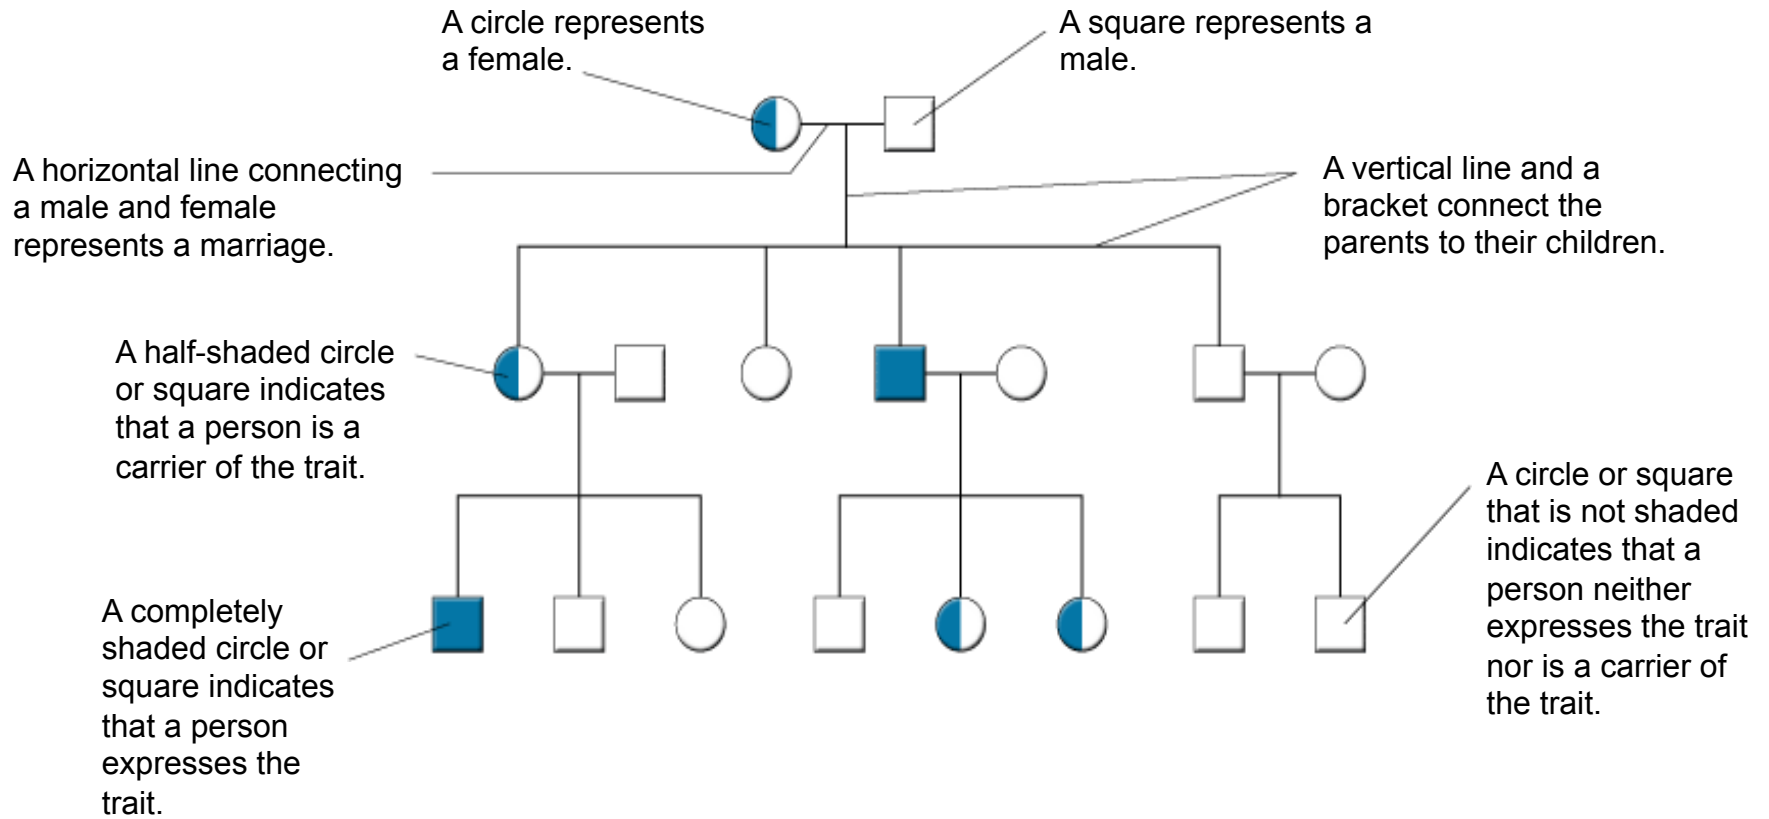 A circle represents
a female.
A square represents a
male.
A horizontal line connecting
a male and female
represents a marriage.
A vertical line and a
bracket connect the
parents to their children.
A half-shaded circle
or square indicates
that a person is a
carrier of the trait.
A circle or square
that is not shaded
indicates that a
person neither
expresses the trait
nor is a carrier of
the trait.
A completely
shaded circle or
square indicates
that a person
expresses the
trait.